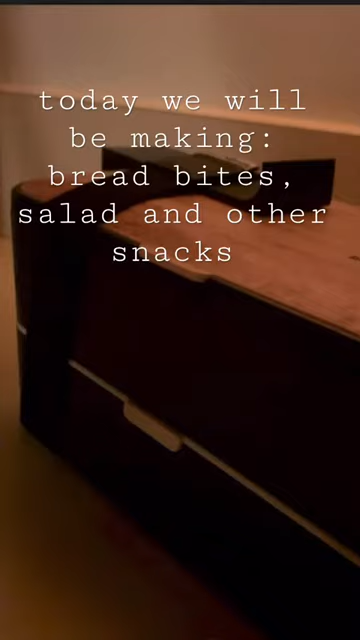 today we will
be making:
bread bites,
salad and other
snacks